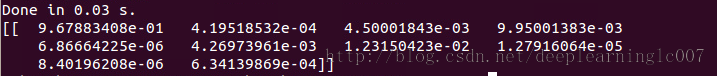 Done in 0.03 s.
[[ 9.67883408e-01 4.19518532e-04 4.50001843e-03 9.95001383e-03
6.86664225e-06 4.26973961e-03 1.23150423e-02 1.27916064e-05
8.40196208e-06 6.34139869e-04]]
http://blog.csdn.net/deeplearninglc007